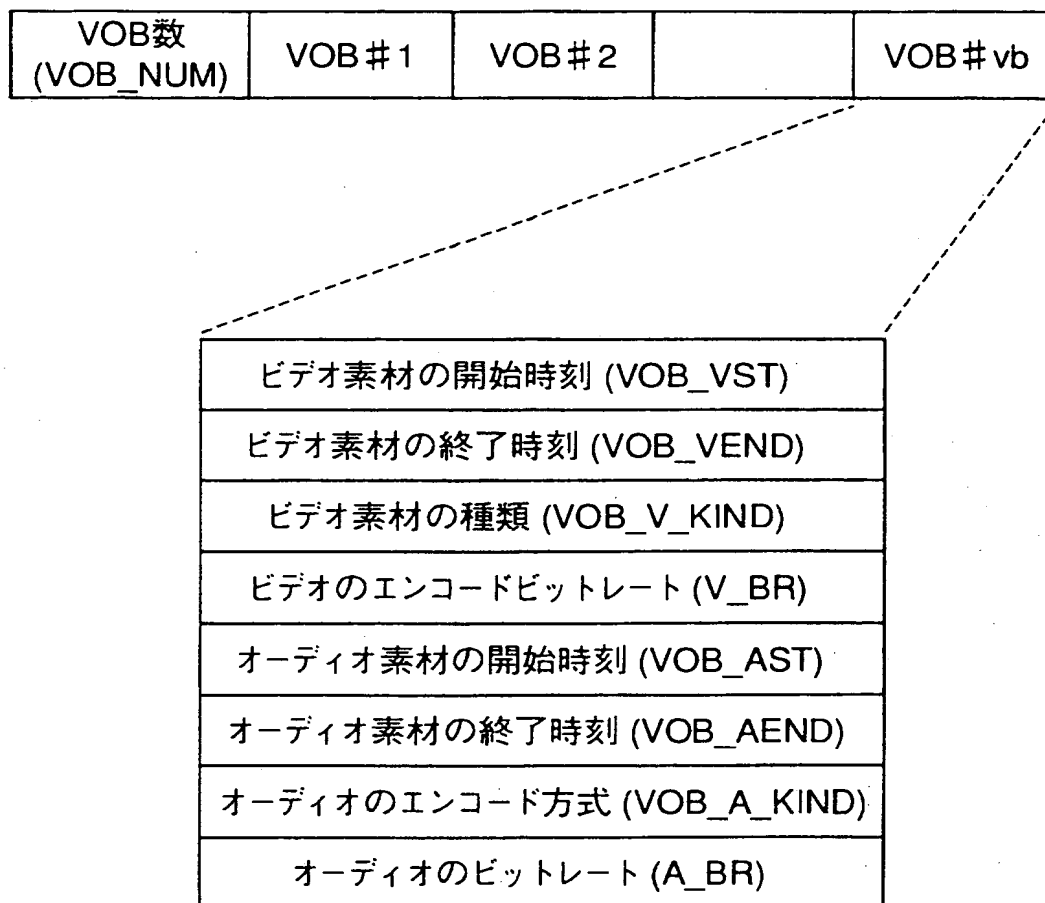 VOB数
(VOB_NUM)
VOB♯1
VOB♯2
VOB♯vb
ビデオ素材の開始時刻 (VOB_VST)
ビデオ素材の終了時刻 (VOB_VEND)
ビデオ素材の種類 (VOB_V_KIND)
ビデオのエンコードビットレート (V_BR)
オーディオ素材の開始時刻 (VOB_AST)
オーディオ素材の終了時刻 (VOB_AEND)
オーディオのエンコード方式 (VOB_A_KIND)
オーディオのビットレート (A_BR)